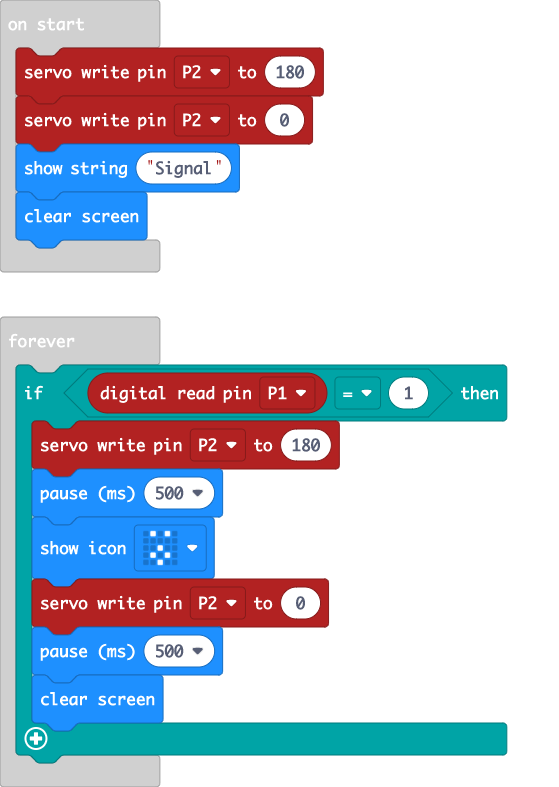 on start
servo write pin P2 to 180
servo write pin P2 to 0
show string "Signal"
clear screen
forever
if digital read pin P1 = 1 then
servo write pin P2 to 180
pause (ms) 500
show icon
servo write pin P2 to 0
pause (ms) 500
clear screen